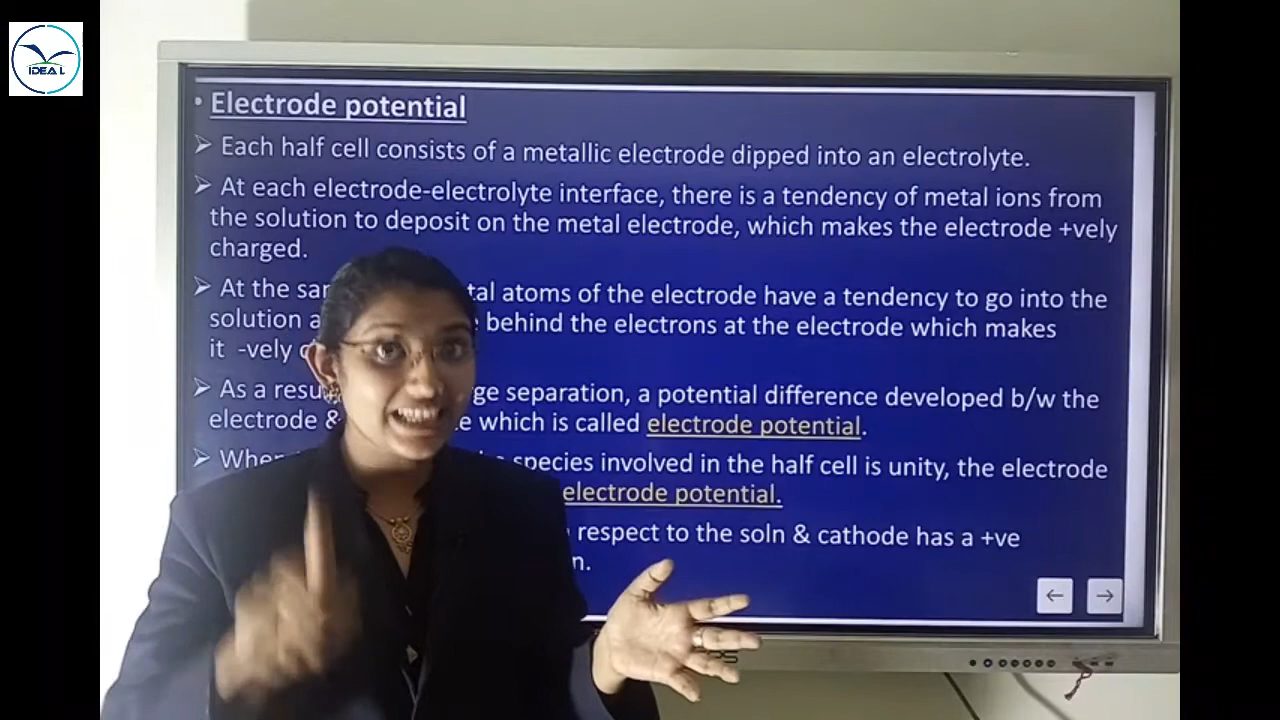 IDEAL
• Electrode potential
➢ Each half cell consists of a metallic electrode dipped into an electrolyte.
➢ At each electrode-electrolyte interface, there is a tendency of metal ions from
the solution to deposit on the metal electrode, which makes the electrode +vely
charged.
➢ At the atoms of the electrode have a tendency to go into the
solution behind the electrons at the electrode which makes
it -vely
➢ As a separation, a potential difference developed b/w the
electrode & which is called electrode potential.
➢ species involved in the half cell is unity, the electrode
electrode potential.
respect to the soln & cathode has a +ve